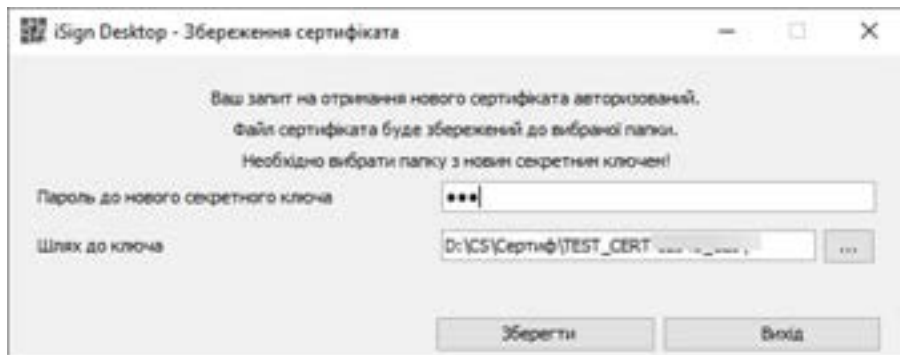 iSign Desktop - Збереження сертифіката
Ваш запит на отримання нового сертифіката авторизований.
Файл сертифіката буде збережений до вибраної папки.
Необхідно вибрати папку з новим секретним ключем!
Пароль до нового секретного ключа •••
Шлях до ключа D:\CS\Сертиф\TEST_CERT ...
Зберегти Вихід